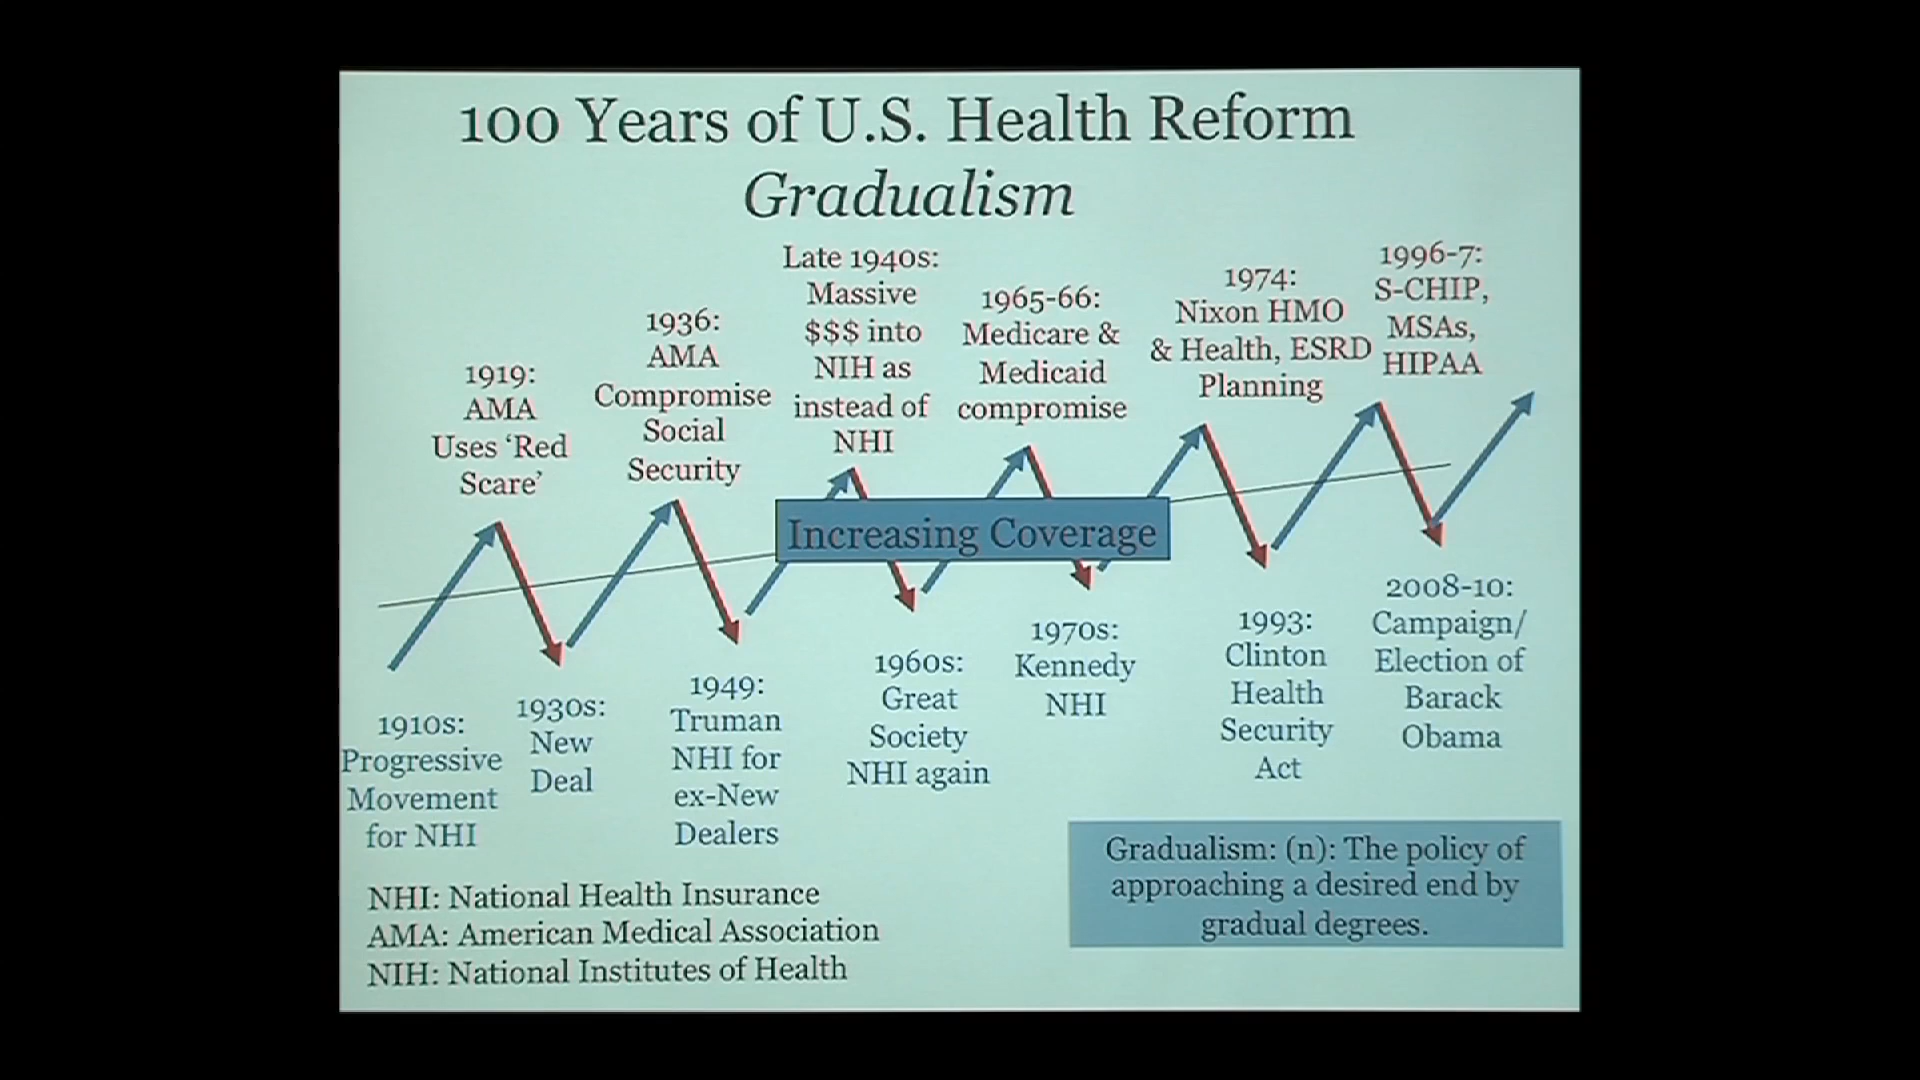 100 Years of U.S. Health Reform
Gradualism
1919:
AMA
Uses ‘Red
Scare’
1936:
AMA
Compromise
Social
Security
Late 1940s:
Massive
$$$ into
NIH as
instead of
NHI
1965-66:
Medicare &
Medicaid
compromise
1974:
Nixon HMO
& Health, ESRD
Planning
1996-7:
S-CHIP,
MSAs,
HIPAA
Increasing Coverage
1910s:
Progressive
Movement
for NHI
1930s:
New
Deal
1949:
Truman
NHI for
ex-New
Dealers
1960s:
Great
Society
NHI again
1970s:
Kennedy
NHI
1993:
Clinton
Health
Security
Act
2008-10:
Campaign/
Election of
Barack
Obama
NHI: National Health Insurance
AMA: American Medical Association
NIH: National Institutes of Health
Gradualism: (n): The policy of
approaching a desired end by
gradual degrees.